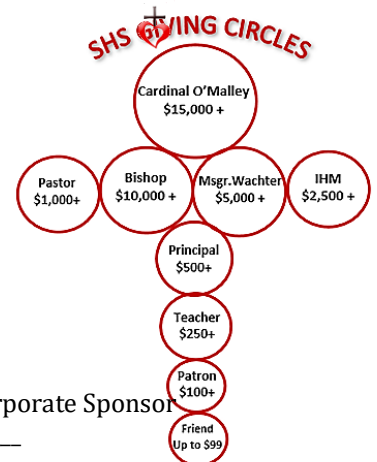 SHS GIVING CIRCLES
Cardinal O'Malley
$15,000 +
Pastor
$1,000+
Bishop
$10,000 +
Msgr.Wachter
$5,000 +
IHM
$2,500 +
Principal
$500+
Teacher
$250+
Patron
$100+
rporate Sponsor
Friend
Up to $99